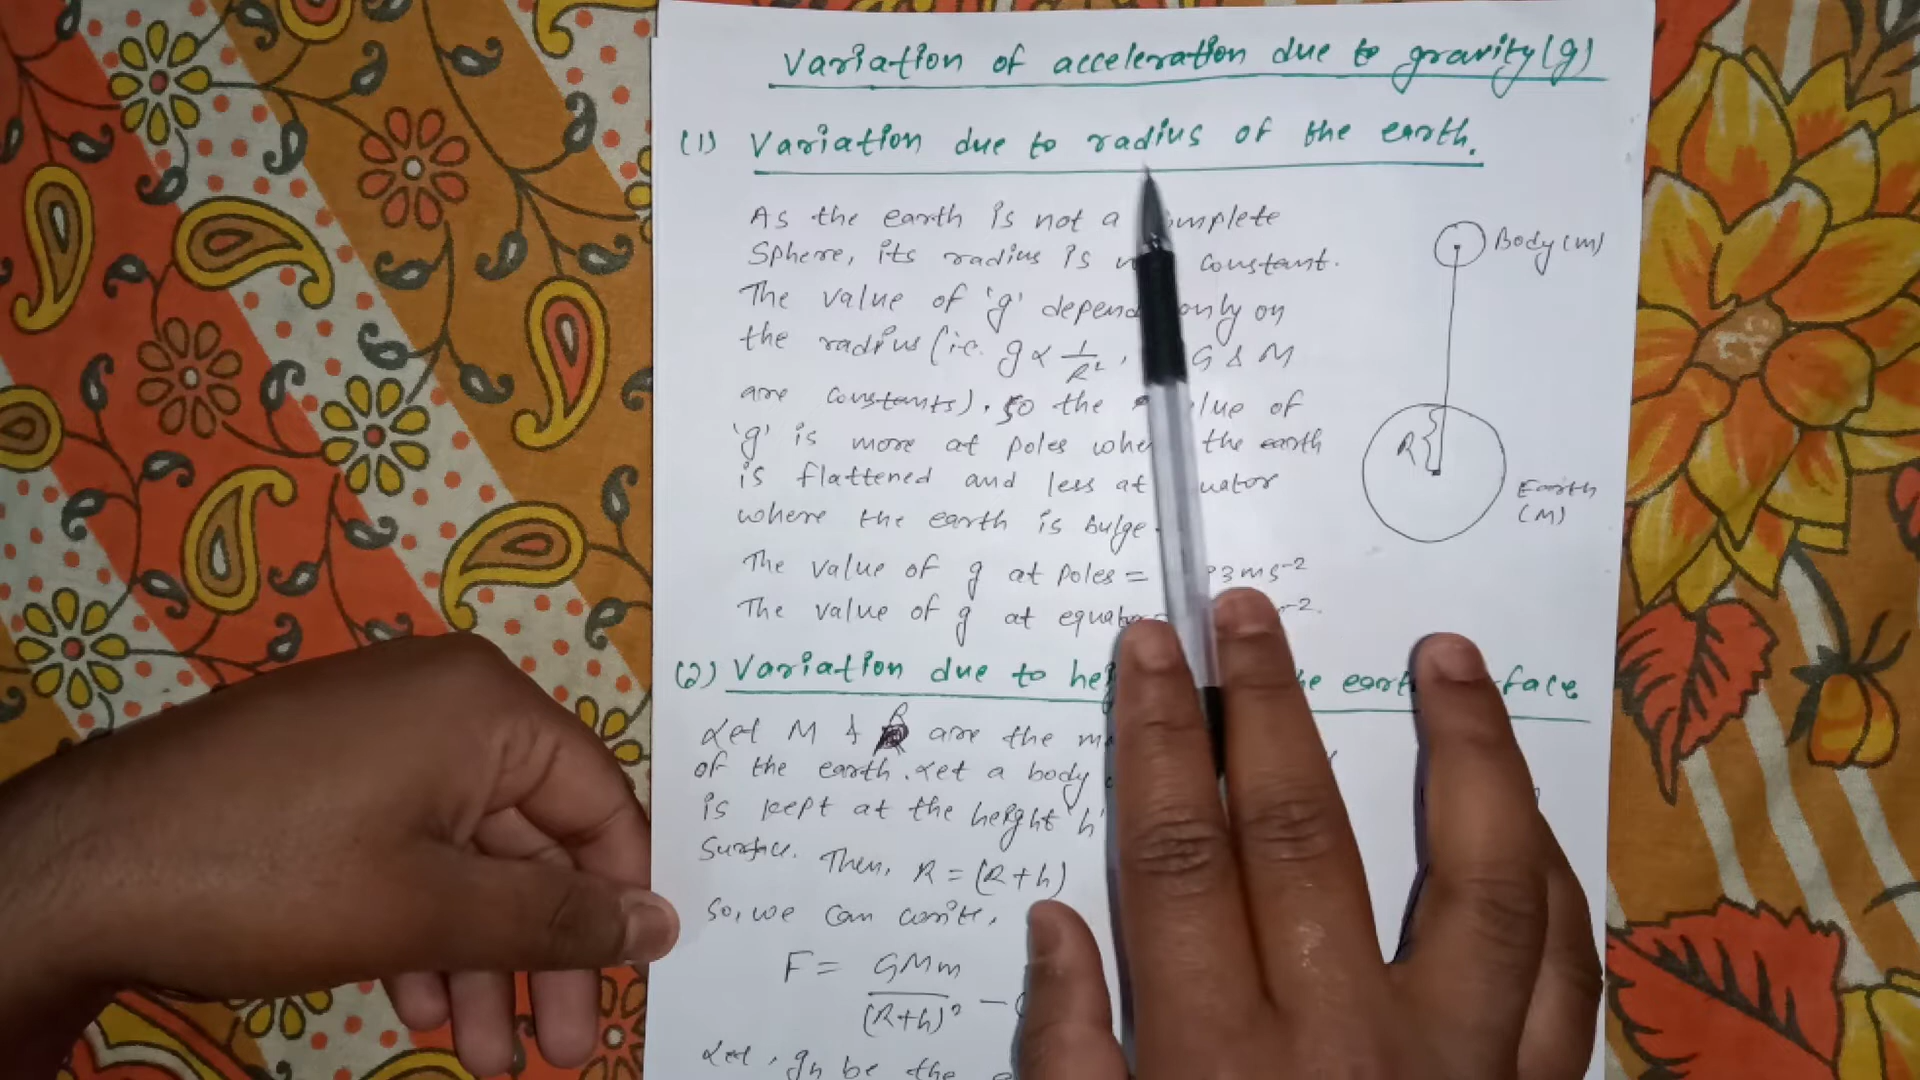 Variation of acceleration due to gravity(g)
(1) Variation due to radius of the earth.
As the earth is not a
Sphere, its radius is constant.
The value of 'g' only on
the radius (i.e. g ∝ 1/R², G & M
are constants). So the of
'g' is more at poles the earth
is flattened and less at
where the earth is bulge.
The value of g at poles = ms⁻²
The value of g at
Body(m)
R
Earth
(M)
(2) Variation due to
Let M & R are the
of the earth. Let a body
is kept at the height 'h'
Surface. Then, R = (R+h)
So, we can write,
F = GMm/(R+h)² –
Let, gh be the